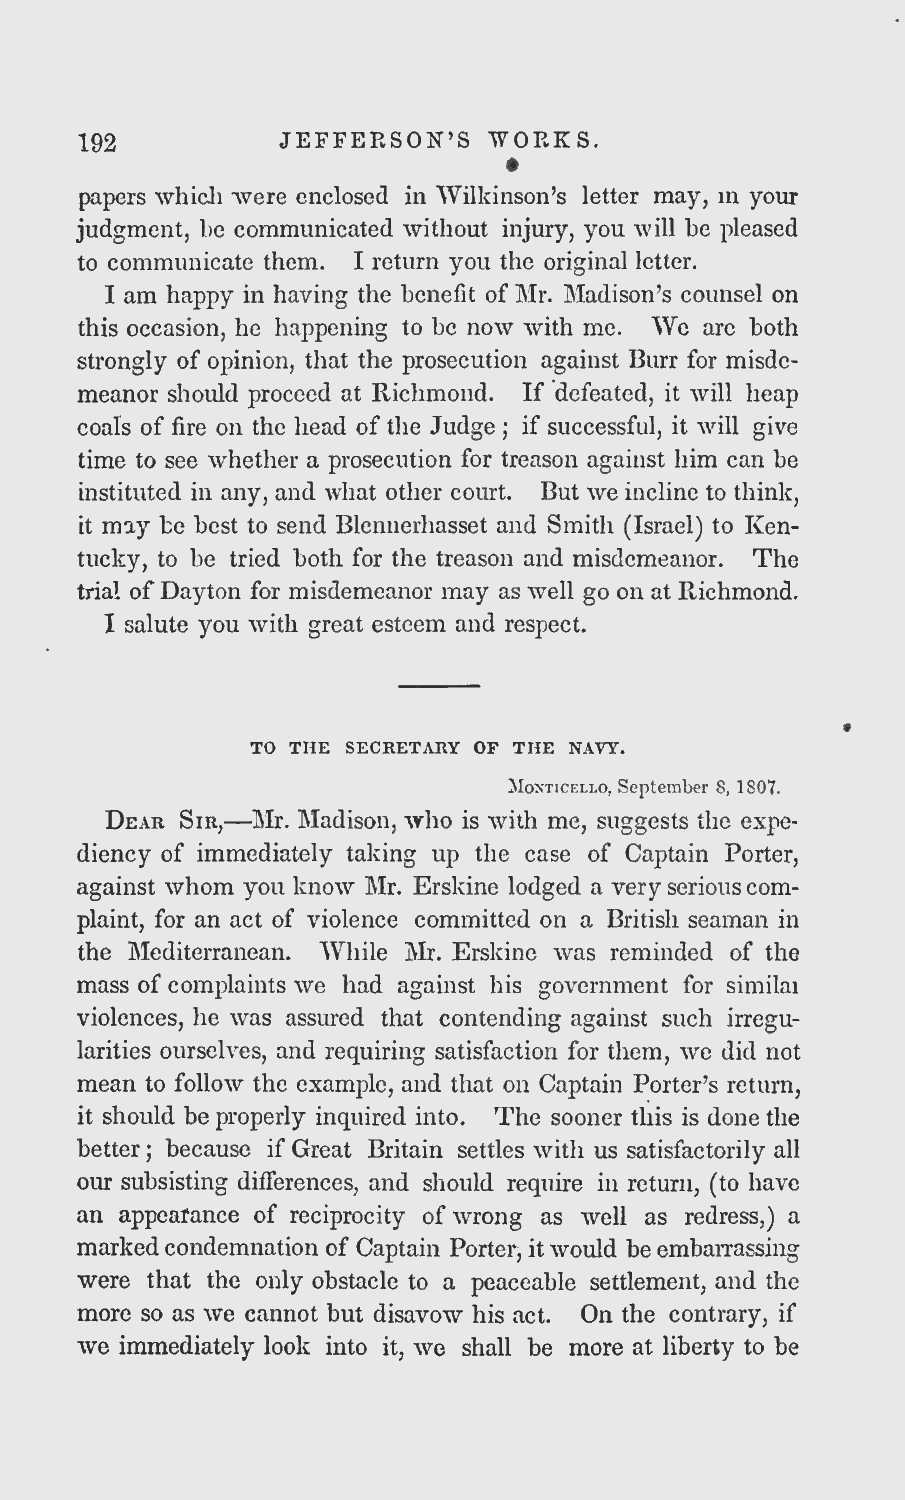 192 JEFFERSON'S WORKS.
papers which were enclosed in Wilkinson's letter may, in your
judgment, be communicated without injury, you will be pleased
to communicate them. I return you the original letter.
I am happy in having the benefit of Mr. Madison's counsel on
this occasion, he happening to be now with me. We are both
strongly of opinion, that the prosecution against Burr for misde-
meanor should proceed at Richmond. If defeated, it will heap
coals of fire on the head of the Judge; if successful, it will give
time to see whether a prosecution for treason against him can be
instituted in any, and what other court. But we incline to think,
it may be best to send Blennerhasset and Smith (Israel) to Ken-
tucky, to be tried both for the treason and misdemeanor. The
trial of Dayton for misdemeanor may as well go on at Richmond.
I salute you with great esteem and respect.
TO THE SECRETARY OF THE NAVY.
MONTICELLO, September 8, 1807.
DEAR SIR,—Mr. Madison, who is with me, suggests the expe-
diency of immediately taking up the case of Captain Porter,
against whom you know Mr. Erskine lodged a very serious com-
plaint, for an act of violence committed on a British seaman in
the Mediterranean. While Mr. Erskine was reminded of the
mass of complaints we had against his government for similar
violences, he was assured that contending against such irregu-
larities ourselves, and requiring satisfaction for them, we did not
mean to follow the example, and that on Captain Porter's return,
it should be properly inquired into. The sooner this is done the
better; because if Great Britain settles with us satisfactorily all
our subsisting differences, and should require in return, (to have
an appearance of reciprocity of wrong as well as redress,) a
marked condemnation of Captain Porter, it would be embarrassing
were that the only obstacle to a peaceable settlement, and the
more so as we cannot but disavow his act. On the contrary, if
we immediately look into it, we shall be more at liberty to be